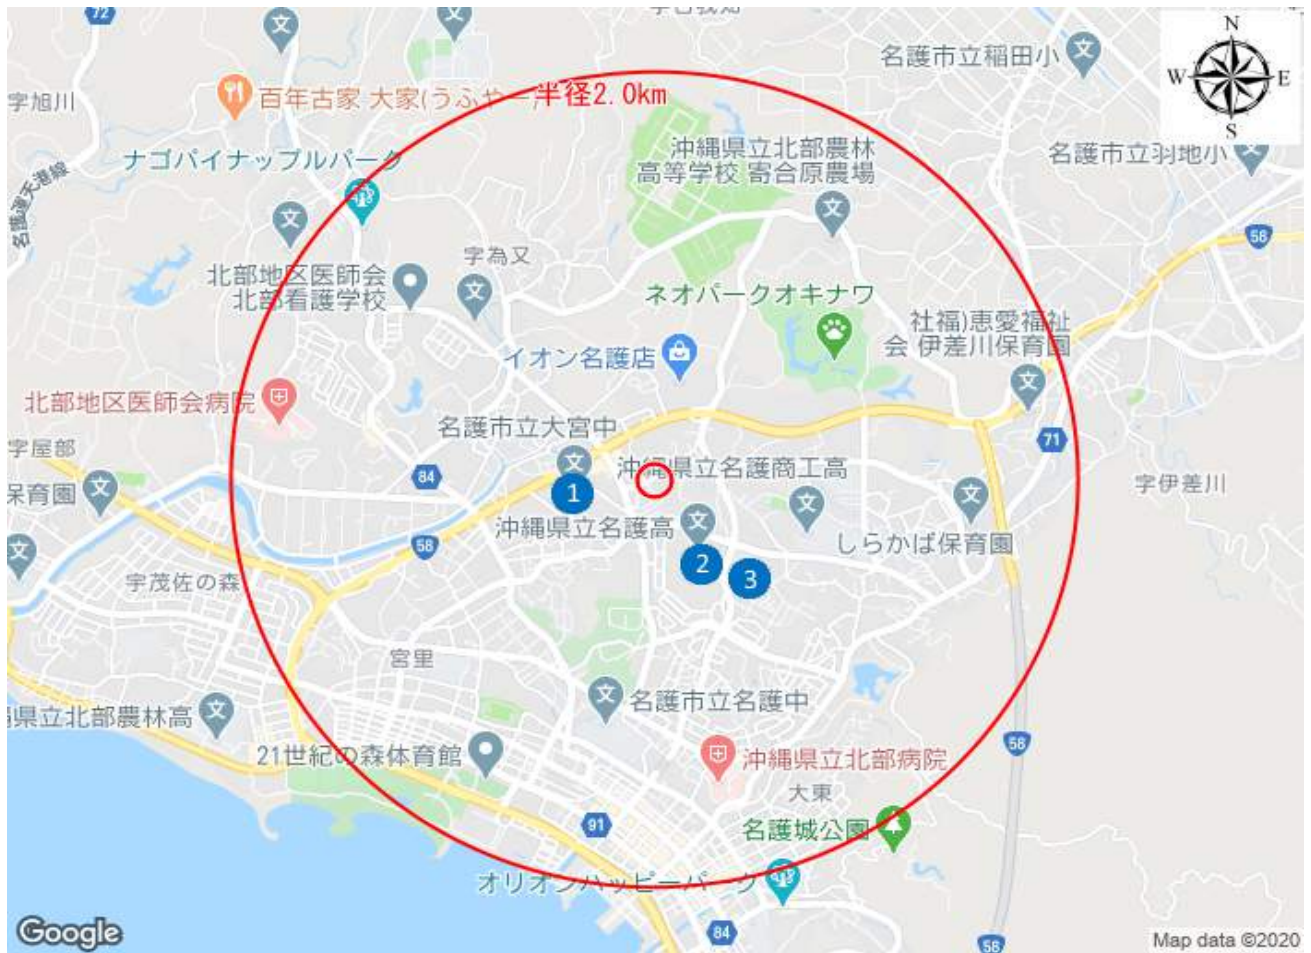 72
N
W
E
S
名護市立稲田小
字旭川
百年古家 大家(うふやー)
半径2.0km
沖縄県立北部農林
高等学校 寄合原農場
名護市立羽地小
ナゴパイナップルパーク
名護運天港線
58
字為又
北部地区医師会
北部看護学校
ネオパークオキナワ
社福)恵愛福祉
会 伊差川保育園
イオン名護店
北部地区医師会病院
名護市立大宮中
71
字屋部
84
沖縄県立名護商工高
字伊差川
保育園
1
沖縄県立名護高
しらかば保育園
58
2
3
宇茂佐の森
宮里
名護市立名護中
県立北部農林高
21世紀の森体育館
沖縄県立北部病院
58
大東
91
名護城公園
オリオンハッピーパーク
84
58
Google
Map data ©2020